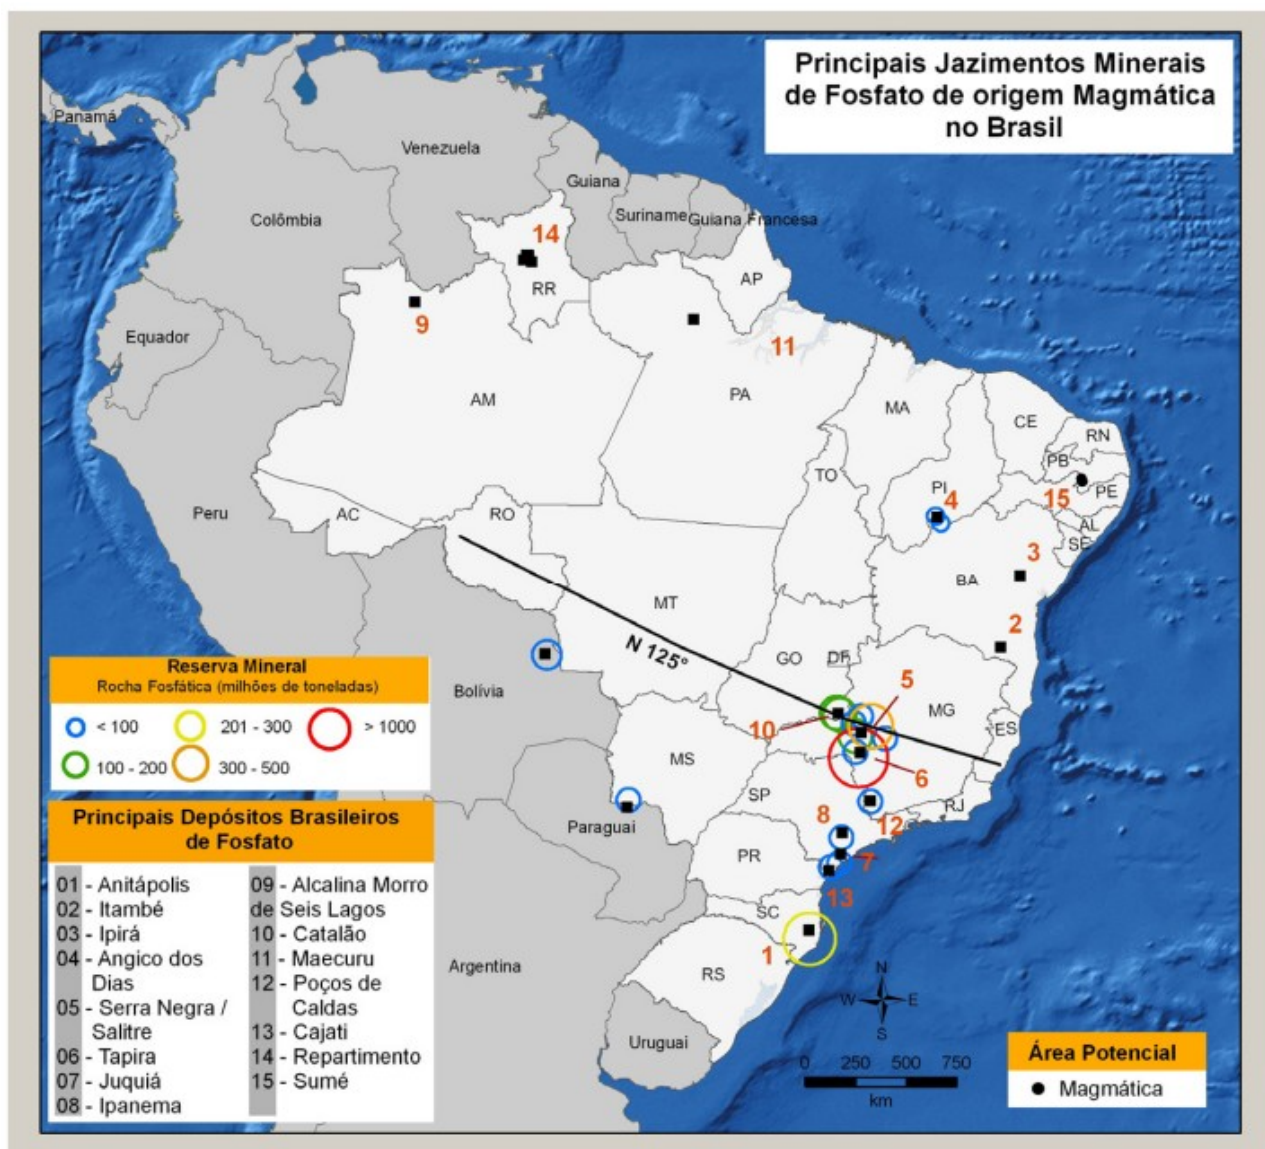 Principais Jazimentos Minerais
de Fosfato de origem Magmática
no Brasil
Panamá
Venezuela
Guiana
Suriname
Guiana Francesa
Colômbia
14
RR
AP
9
Equador
11
AM
PA
MA
CE
RN
PB
TO
PI
4
15
PE
AL
SE
Peru
AC
RO
3
BA
MT
2
N 125°
GO
DF
5
MG
ES
10
Bolívia
MS
6
SP
RJ
8
12
Paraguai
PR
7
13
SC
1
RS
Argentina
Uruguai
Reserva Mineral
Rocha Fosfática (milhões de toneladas)
< 100
201 - 300
> 1000
100 - 200
300 - 500
Principais Depósitos Brasileiros
de Fosfato
01 - Anitápolis
02 - Itambé
03 - Ipirá
04 - Angico dos
Dias
05 - Serra Negra /
Salitre
06 - Tapira
07 - Juquiá
08 - Ipanema
09 - Alcalina Morro
de Seis Lagos
10 - Catalão
11 - Maecuru
12 - Poços de
Caldas
13 - Cajati
14 - Repartimento
15 - Sumé
N
W
E
S
0 250 500 750
km
Área Potencial
Magmática